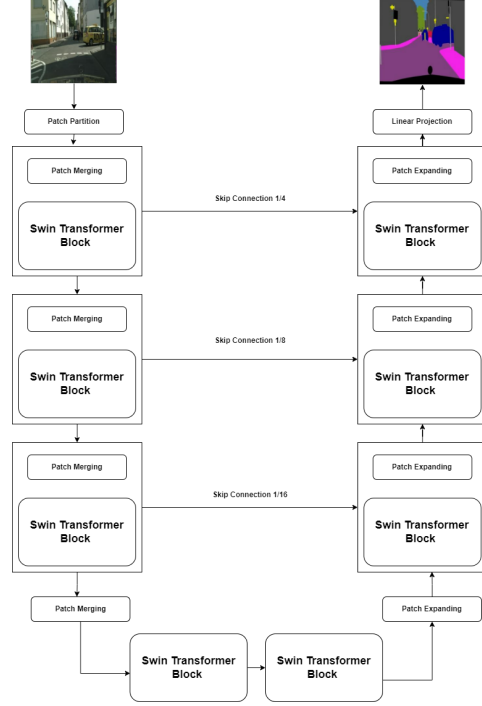 Patch Partition
Linear Projection
Patch Merging
Patch Expanding
Skip Connection 1/4
Swin Transformer
Block
Swin Transformer
Block
Patch Merging
Patch Expanding
Skip Connection 1/8
Swin Transformer
Block
Swin Transformer
Block
Patch Merging
Patch Expanding
Skip Connection 1/16
Swin Transformer
Block
Swin Transformer
Block
Patch Merging
Patch Expanding
Swin Transformer
Block
Swin Transformer
Block